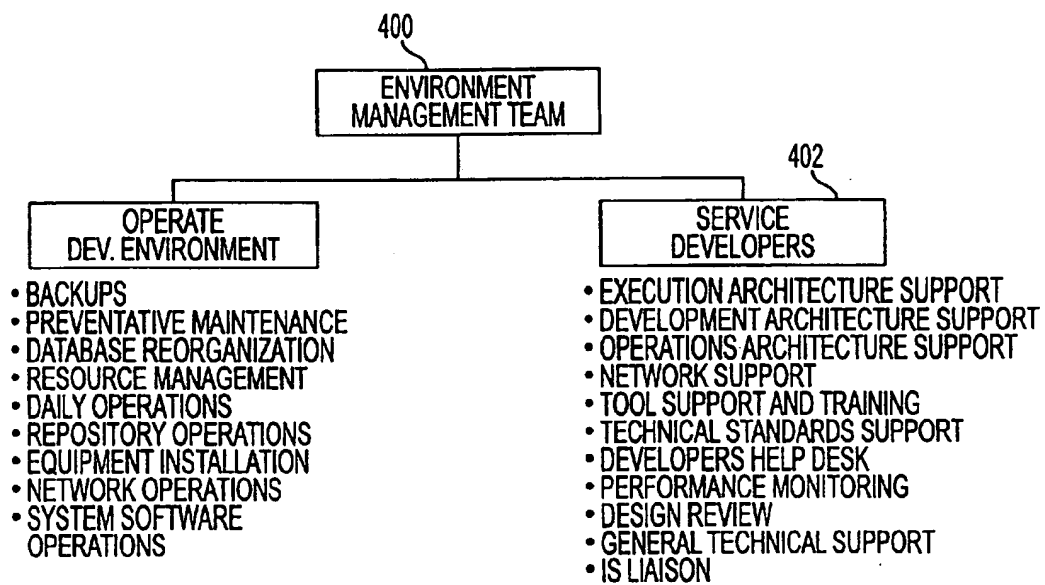 400
ENVIRONMENT
MANAGEMENT TEAM
402
OPERATE
DEV. ENVIRONMENT
• BACKUPS
• PREVENTATIVE MAINTENANCE
• DATABASE REORGANIZATION
• RESOURCE MANAGEMENT
• DAILY OPERATIONS
• REPOSITORY OPERATIONS
• EQUIPMENT INSTALLATION
• NETWORK OPERATIONS
• SYSTEM SOFTWARE
OPERATIONS
SERVICE
DEVELOPERS
• EXECUTION ARCHITECTURE SUPPORT
• DEVELOPMENT ARCHITECTURE SUPPORT
• OPERATIONS ARCHITECTURE SUPPORT
• NETWORK SUPPORT
• TOOL SUPPORT AND TRAINING
• TECHNICAL STANDARDS SUPPORT
• DEVELOPERS HELP DESK
• PERFORMANCE MONITORING
• DESIGN REVIEW
• GENERAL TECHNICAL SUPPORT
• IS LIAISON